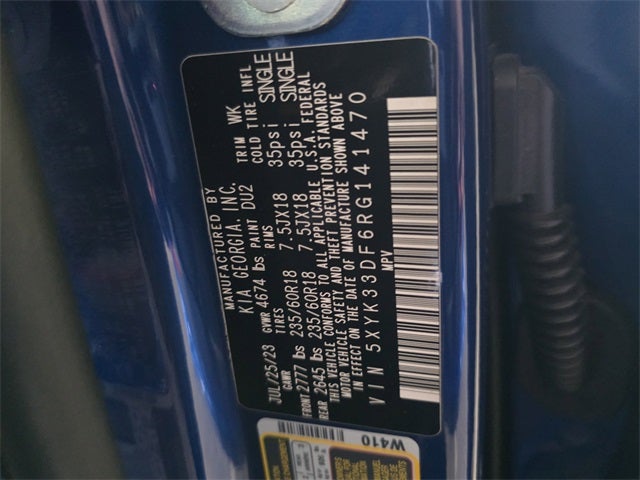 MANUFACTURED BY
KIA GEORGIA, INC.
JUL/25/23 GVWR 4674 lbs PAINT DU2 TRIM WK
GAWR TIRES RIMS COLD TIRE INFL
FRONT 2777 lbs 235/60R18 7.5JX18 35psi SINGLE
REAR 2645 lbs 235/60R18 7.5JX18 35psi SINGLE
THIS VEHICLE CONFORMS TO ALL APPLICABLE U.S.A. FEDERAL
MOTOR VEHICLE SAFETY AND THEFT PREVENTION STANDARDS
IN EFFECT ON THE DATE OF MANUFACTURE SHOWN ABOVE
VIN 5XYK33DF6RG141470
MPV
W410